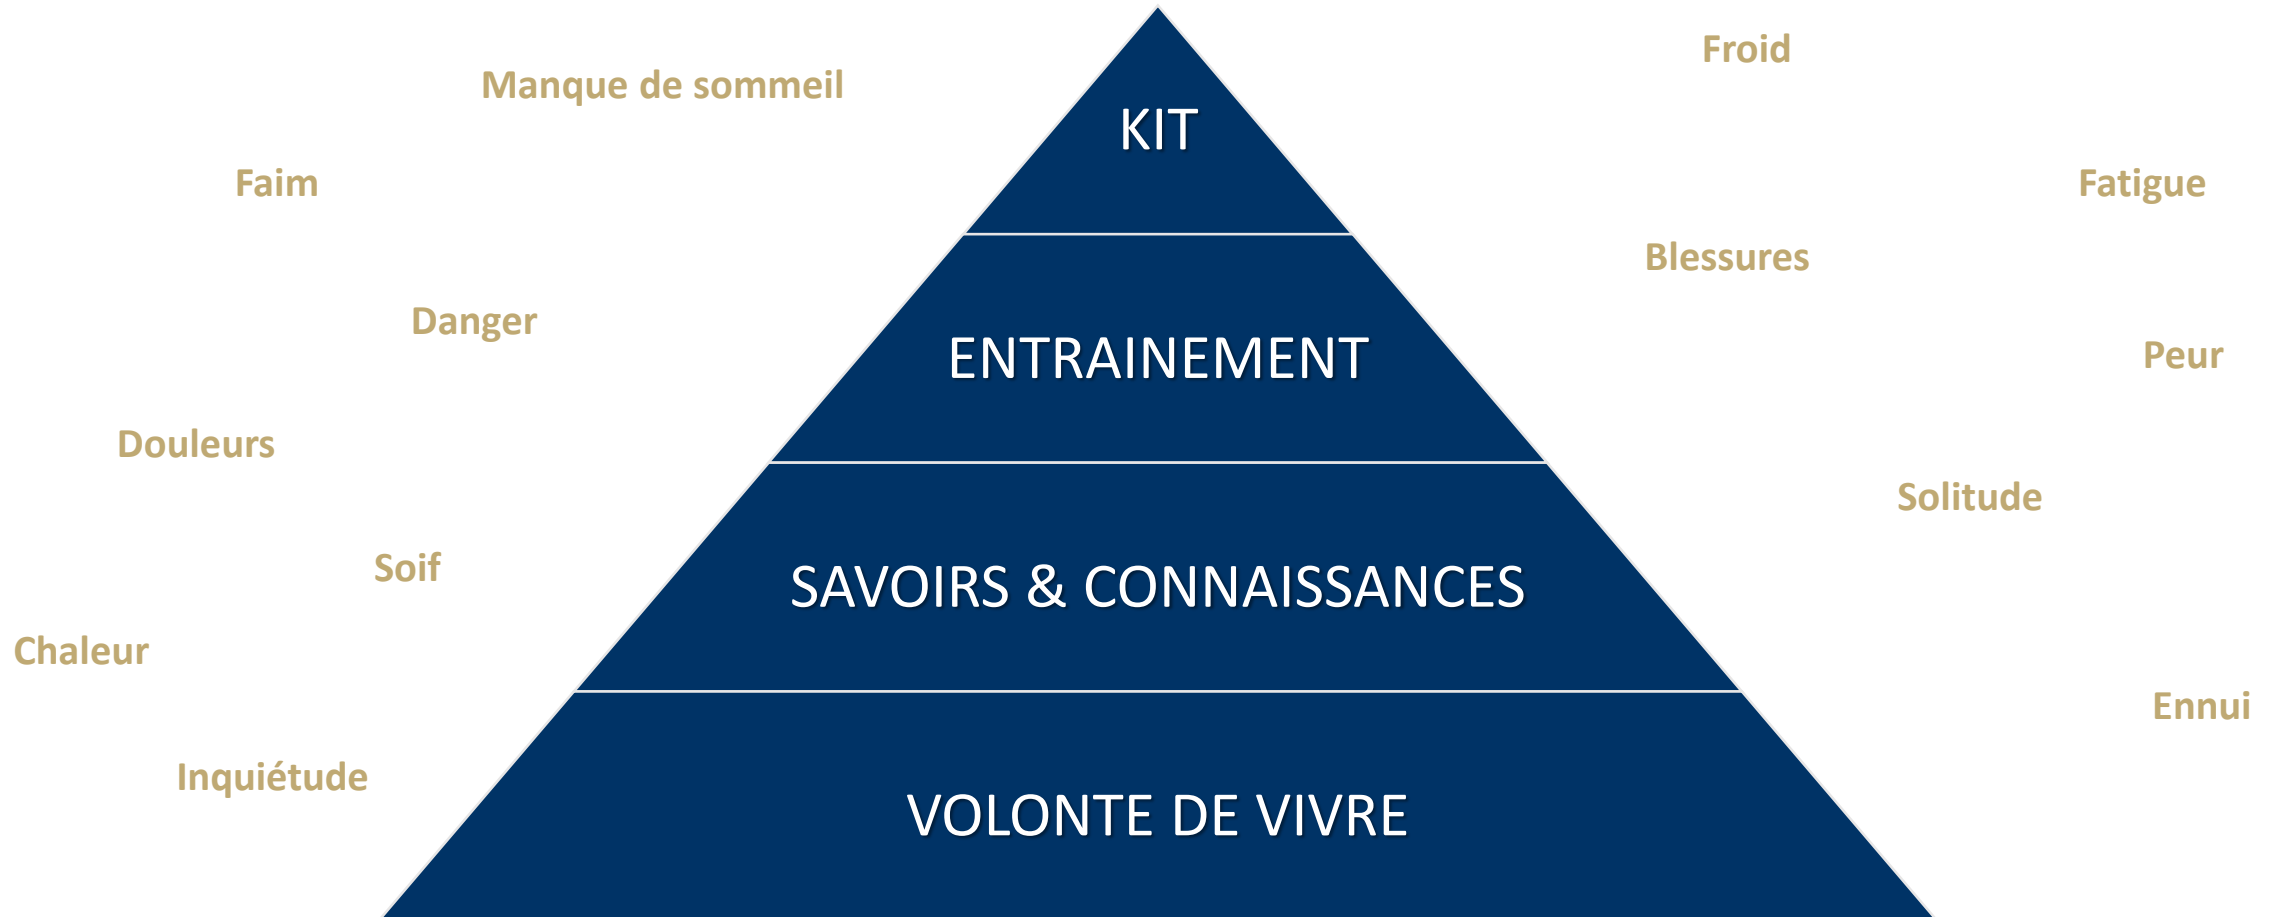 Froid
Manque de sommeil
KIT
Faim
Fatigue
Blessures
Danger
ENTRAINEMENT
Peur
Douleurs
Solitude
Soif
SAVOIRS & CONNAISSANCES
Chaleur
Ennui
Inquiétude
VOLONTE DE VIVRE